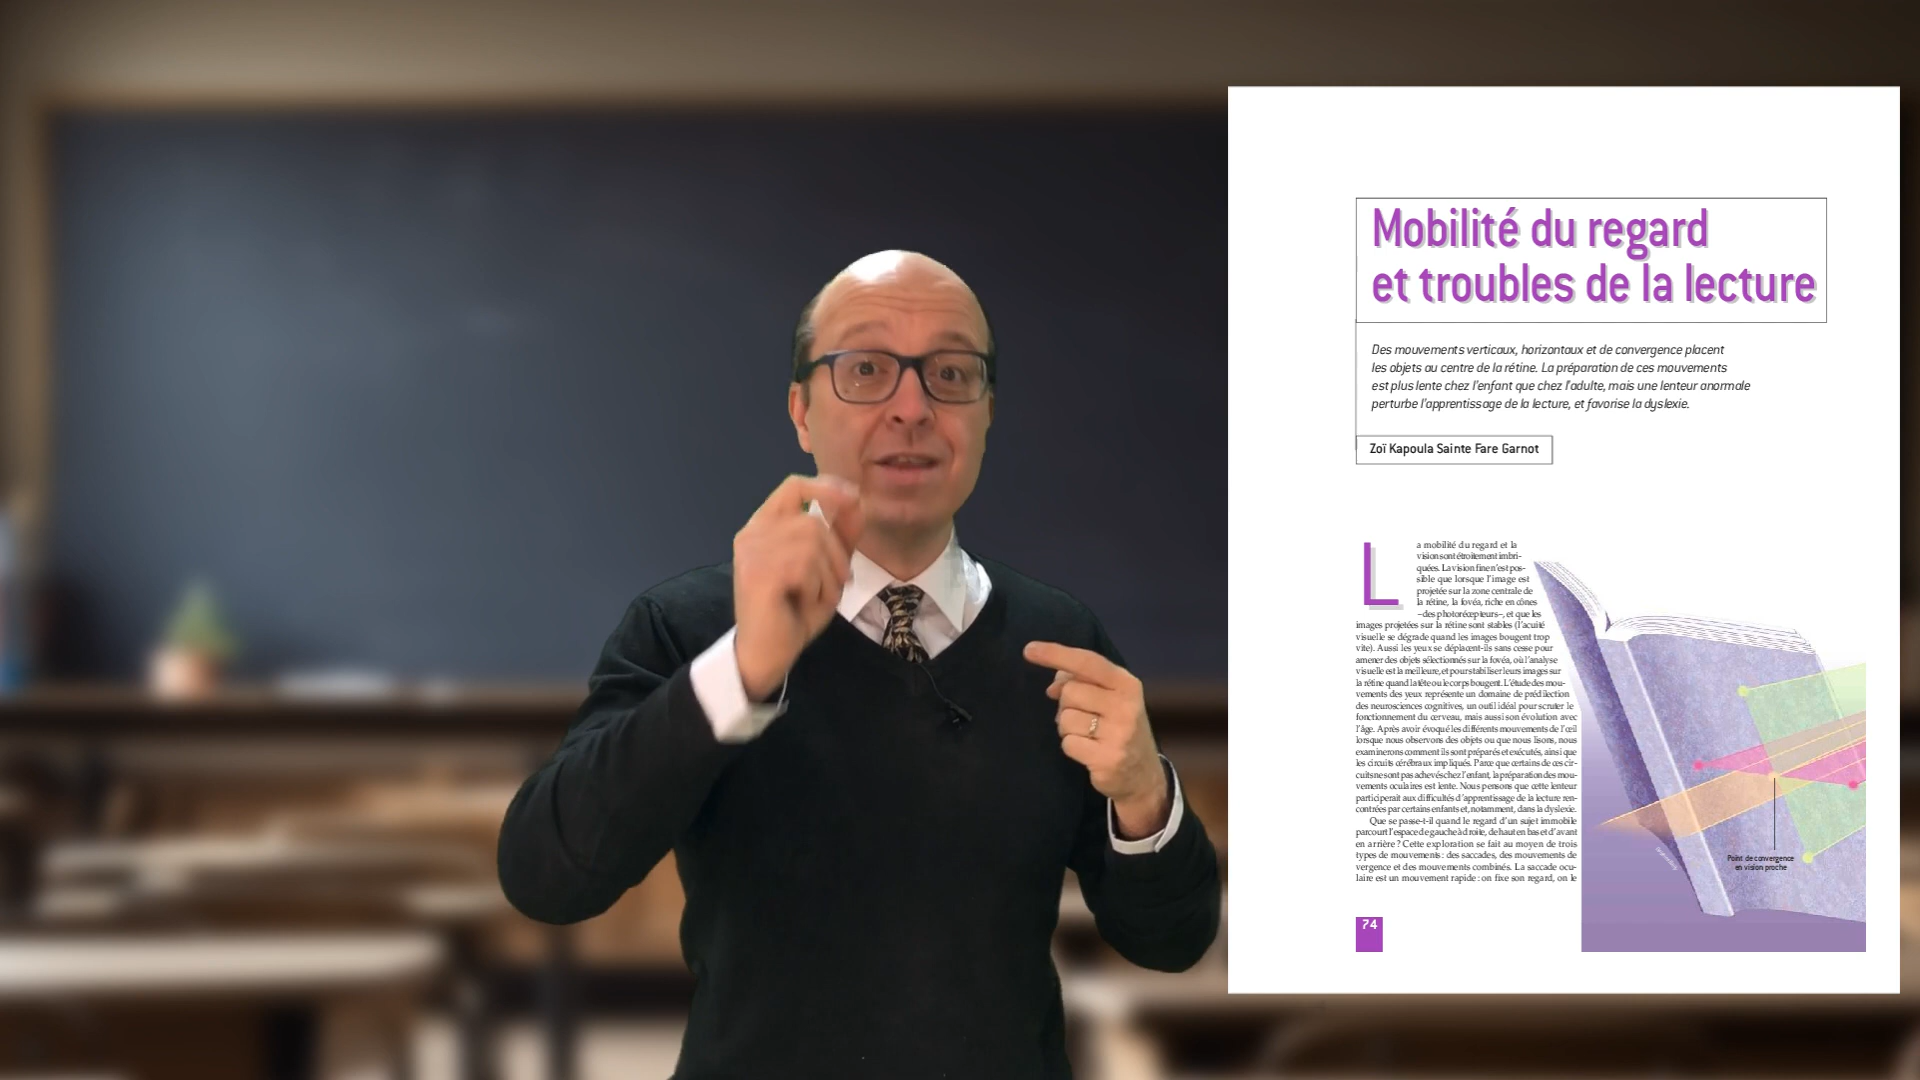 Mobilité du regard
et troubles de la lecture
Des mouvements verticaux, horizontaux et de convergence placent
les objets au centre de la rétine. La préparation de ces mouvements
est plus lente chez l'enfant que chez l'adulte, mais une lenteur anormale
perturbe l'apprentissage de la lecture, et favorise la dyslexie.
Zoï Kapoula Sainte Fare Garnot
La mobilité du regard et la
vision sont étroitement imbri-
quées. La vision fine n'est pos-
sible que lorsque l'image est
projetée sur la zone centrale de
la rétine, la fovéa, riche en cônes
–des photorécepteurs–, et que les
images projetées sur la rétine sont stables (l'acuité
visuelle se dégrade quand les images bougent trop
vite). Aussi les yeux se déplacent-ils sans cesse pour
amener des objets sélectionnés sur la fovéa, où l'analyse
visuelle est la meilleure, et pour stabiliser leurs images sur
la rétine quand la tête ou le corps bougent. L'étude des mou-
vements des yeux représente un domaine de prédilection
des neurosciences cognitives, un outil idéal pour scruter le
fonctionnement du cerveau, mais aussi son évolution avec
l'âge. Après avoir évoqué les différents mouvements de l'œil
lorsque nous observons des objets ou que nous lisons, nous
examinerons comment ils sont préparés et exécutés, ainsi que
les circuits cérébraux impliqués. Parce que certains de ces cir-
cuits ne sont pas achevés chez l'enfant, la préparation des mou-
vements oculaires est lente. Nous pensons que cette lenteur
participerait aux difficultés d'apprentissage de la lecture ren-
contrées par certains enfants et, notamment, dans la dyslexie.
Que se passe-t-il quand le regard d'un sujet immobile
parcourt l'espace de gauche à droite, de haut en bas et d'avant
en arrière ? Cette exploration se fait au moyen de trois
types de mouvements : des saccades, des mouvements de
vergence et des mouvements combinés. La saccade ocu-
laire est un mouvement rapide : on fixe son regard, on le
Point de convergence
en vision proche
74